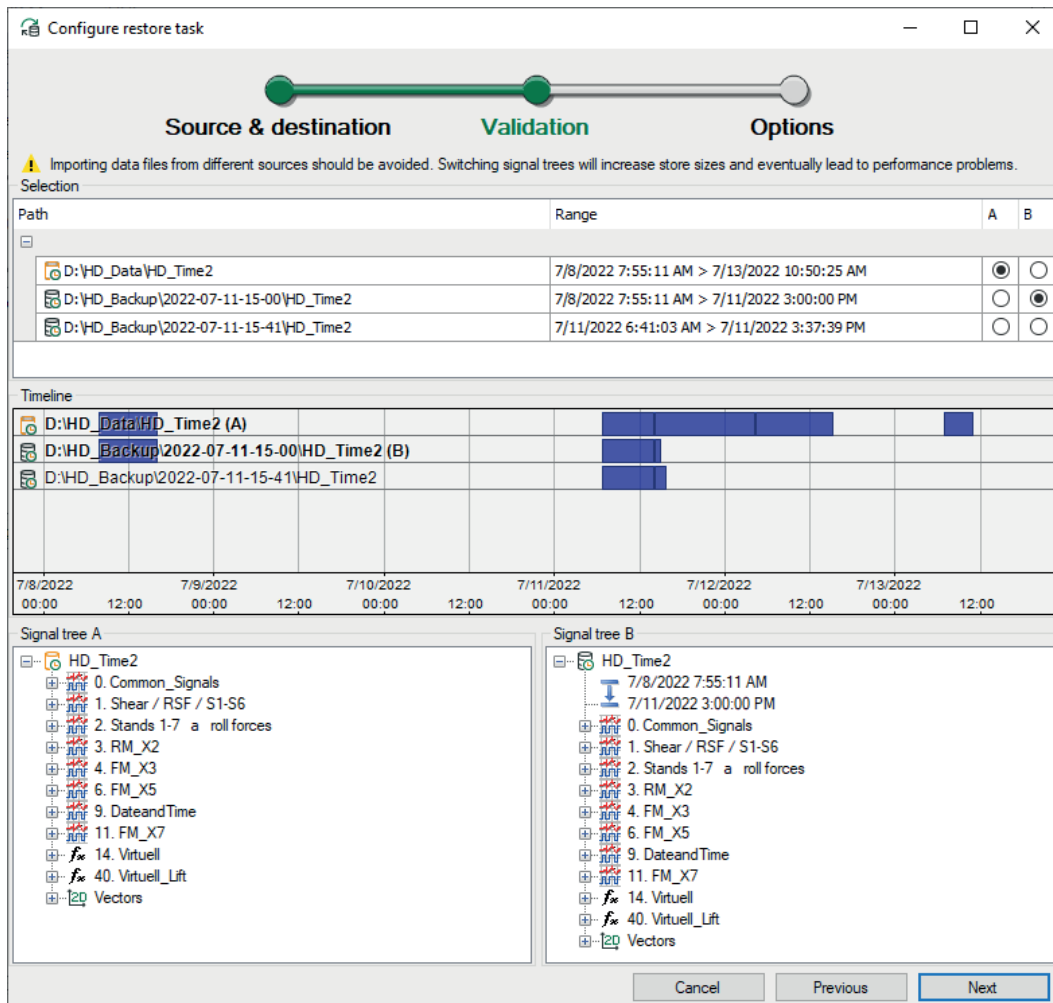 Configure restore task
Source & destination Validation Options
Importing data files from different sources should be avoided. Switching signal trees will increase store sizes and eventually lead to performance problems.
Selection
Path Range A B
D:\HD_Data\HD_Time2 7/8/2022 7:55:11 AM > 7/13/2022 10:50:25 AM
D:\HD_Backup\2022-07-11-15-00\HD_Time2 7/8/2022 7:55:11 AM > 7/11/2022 3:00:00 PM
D:\HD_Backup\2022-07-11-15-41\HD_Time2 7/11/2022 6:41:03 AM > 7/11/2022 3:37:39 PM
Timeline
D:\HD_Data\HD_Time2 (A)
D:\HD_Backup\2022-07-11-15-00\HD_Time2 (B)
D:\HD_Backup\2022-07-11-15-41\HD_Time2
7/8/2022 7/9/2022 7/10/2022 7/11/2022 7/12/2022 7/13/2022
00:00 12:00 00:00 12:00 00:00 12:00 00:00 12:00 00:00 12:00 00:00 12:00
Signal tree A
HD_Time2
0. Common_Signals
1. Shear / RSF / S1-S6
2. Stands 1-7 a roll forces
3. RM_X2
4. FM_X3
6. FM_X5
9. DateandTime
11. FM_X7
fx 14. Virtuell
fx 40. Virtuell_Lift
2D Vectors
Signal tree B
HD_Time2
7/8/2022 7:55:11 AM
7/11/2022 3:00:00 PM
0. Common_Signals
1. Shear / RSF / S1-S6
2. Stands 1-7 a roll forces
3. RM_X2
4. FM_X3
6. FM_X5
9. DateandTime
11. FM_X7
fx 14. Virtuell
fx 40. Virtuell_Lift
2D Vectors
Cancel Previous Next